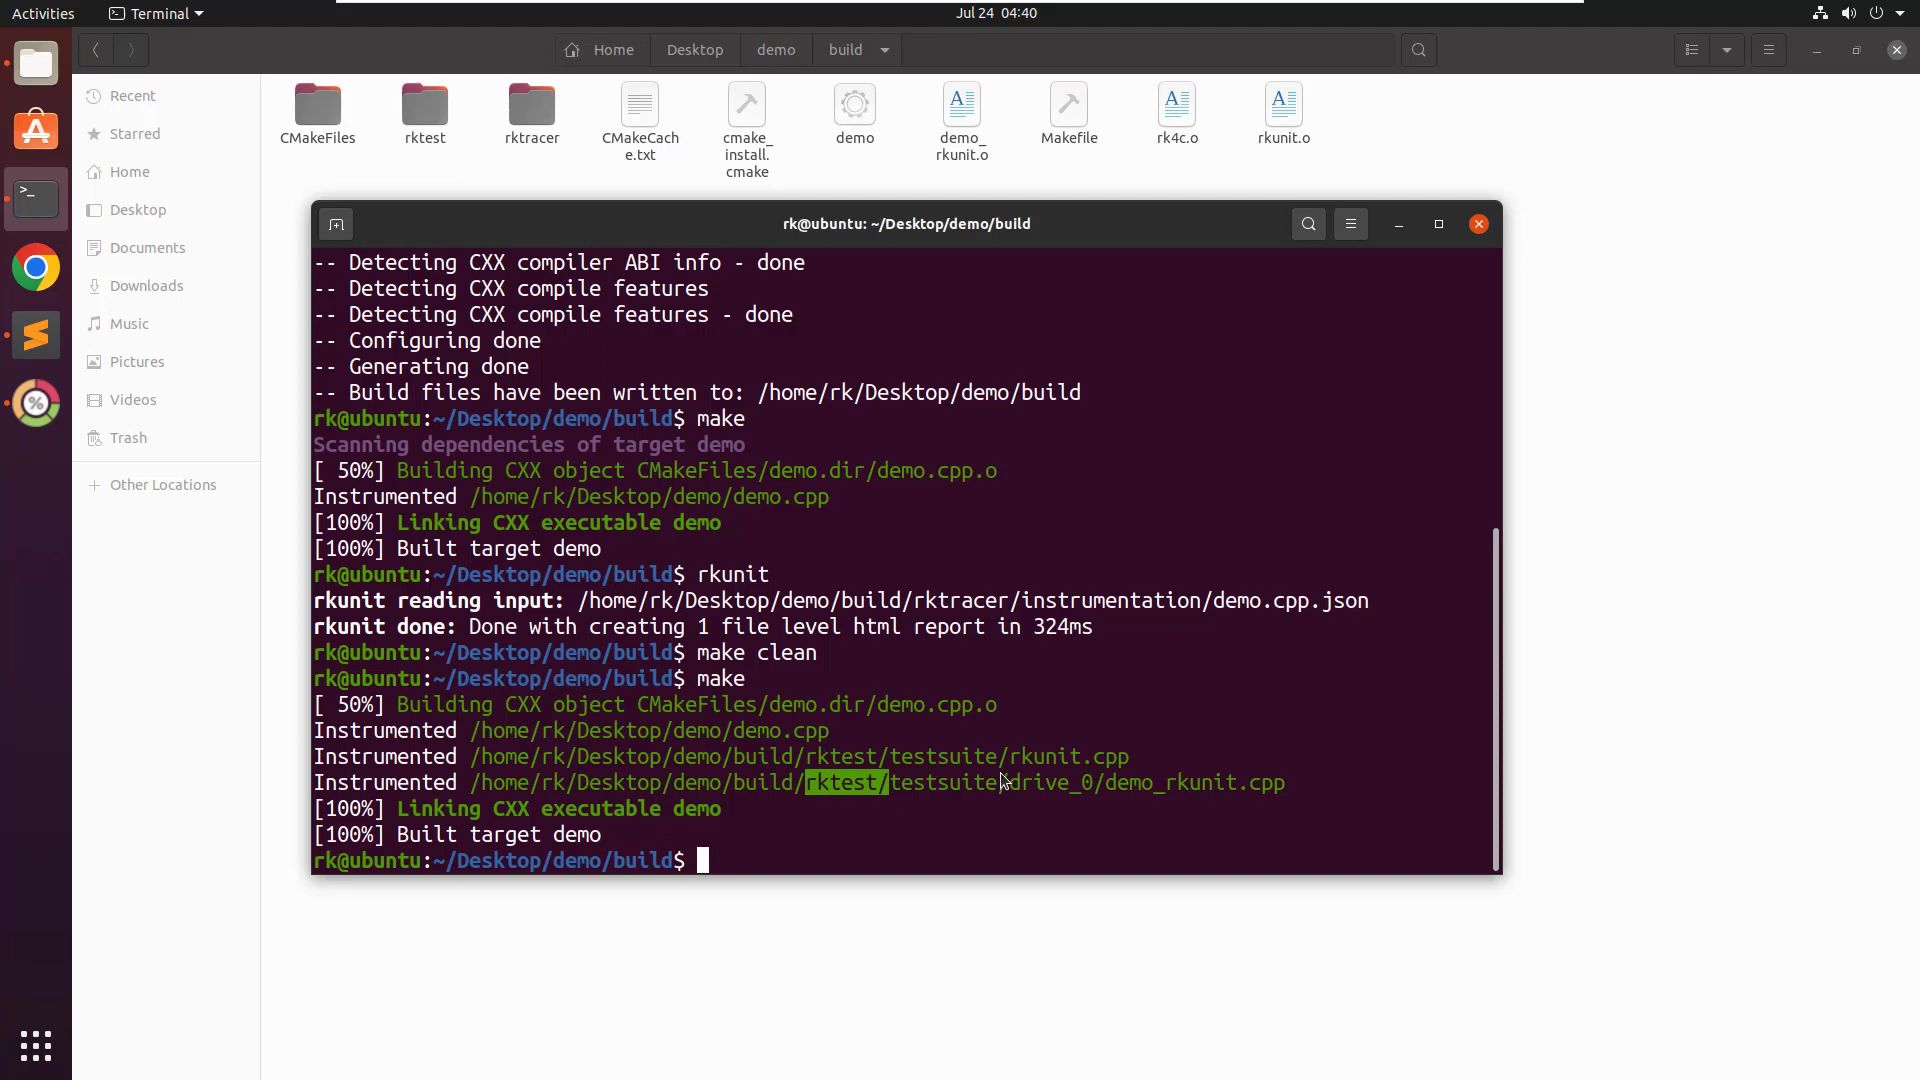 Activities Terminal Jul 24 04:40
Home Desktop demo build
Recent
Starred
Home
Desktop
Documents
Downloads
Music
Pictures
Videos
Trash
Other Locations
CMakeFiles
rktest
rktracer
CMakeCach
e.txt
cmake_
install.
cmake
demo
demo_
rkunit.o
Makefile
rk4c.o
rkunit.o
rk@ubuntu: ~/Desktop/demo/build
-- Detecting CXX compiler ABI info - done
-- Detecting CXX compile features
-- Detecting CXX compile features - done
-- Configuring done
-- Generating done
-- Build files have been written to: /home/rk/Desktop/demo/build
rk@ubuntu:~/Desktop/demo/build$ make
Scanning dependencies of target demo
[ 50%] Building CXX object CMakeFiles/demo.dir/demo.cpp.o
Instrumented /home/rk/Desktop/demo/demo.cpp
[100%] Linking CXX executable demo
[100%] Built target demo
rk@ubuntu:~/Desktop/demo/build$ rkunit
rkunit reading input: /home/rk/Desktop/demo/build/rktracer/instrumentation/demo.cpp.json
rkunit done: Done with creating 1 file level html report in 324ms
rk@ubuntu:~/Desktop/demo/build$ make clean
rk@ubuntu:~/Desktop/demo/build$ make
[ 50%] Building CXX object CMakeFiles/demo.dir/demo.cpp.o
Instrumented /home/rk/Desktop/demo/demo.cpp
Instrumented /home/rk/Desktop/demo/build/rktest/testsuite/rkunit.cpp
Instrumented /home/rk/Desktop/demo/build/rktest/testsuite/drive_0/demo_rkunit.cpp
[100%] Linking CXX executable demo
[100%] Built target demo
rk@ubuntu:~/Desktop/demo/build$